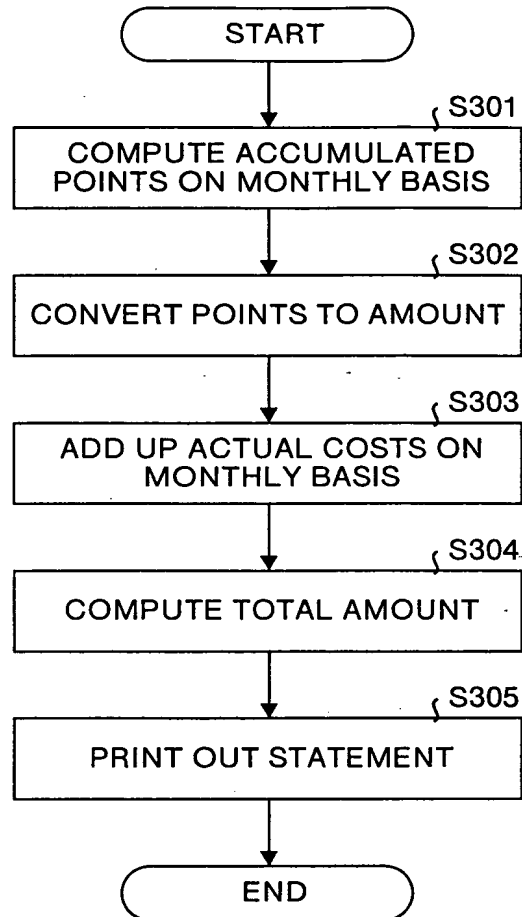 START
S301
COMPUTE ACCUMULATED
POINTS ON MONTHLY BASIS
S302
CONVERT POINTS TO AMOUNT
S303
ADD UP ACTUAL COSTS ON
MONTHLY BASIS
S304
COMPUTE TOTAL AMOUNT
S305
PRINT OUT STATEMENT
END